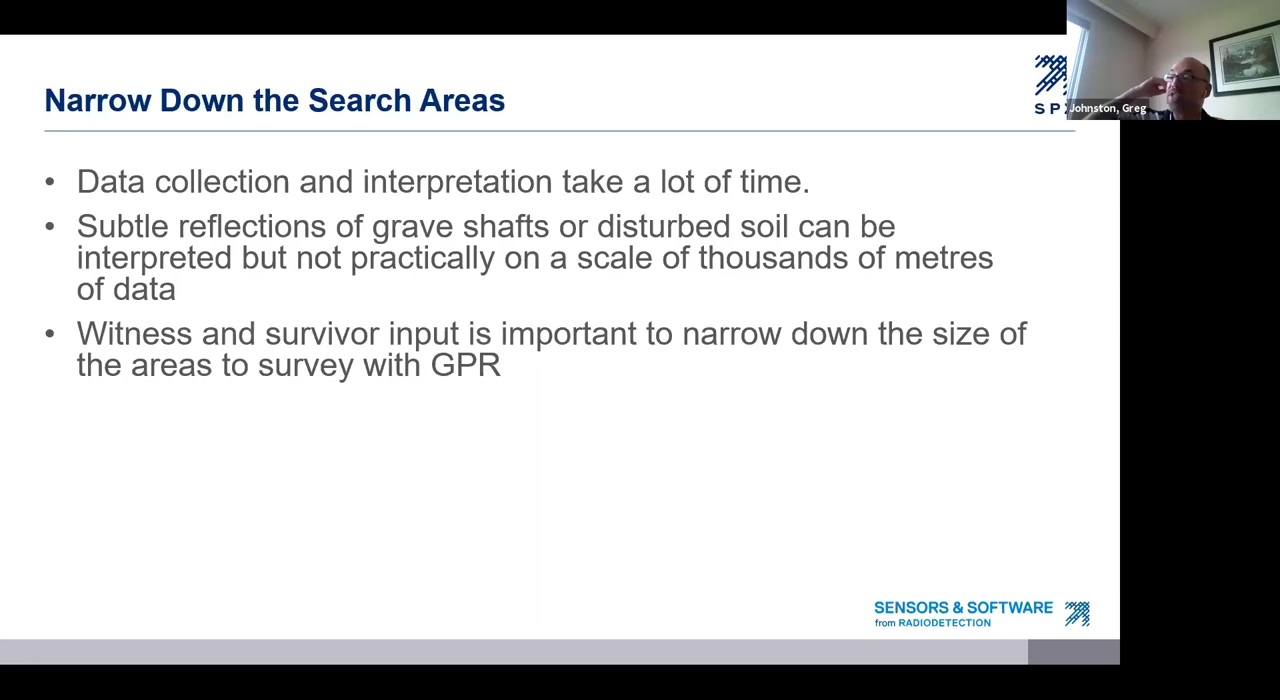 Narrow Down the Search Areas
SP
Johnston, Greg
• Data collection and interpretation take a lot of time.
• Subtle reflections of grave shafts or disturbed soil can be
interpreted but not practically on a scale of thousands of metres
of data
• Witness and survivor input is important to narrow down the size of
the areas to survey with GPR
SENSORS & SOFTWARE
from RADIODETECTION